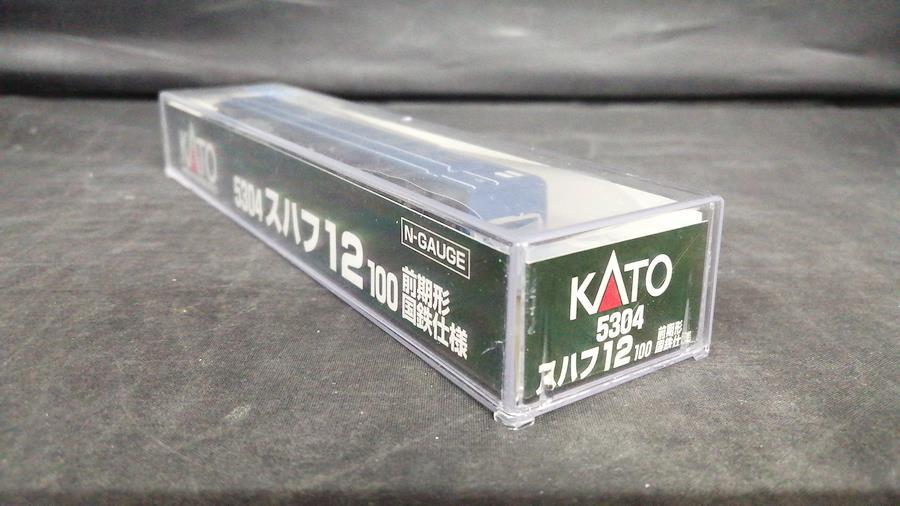 KATO
5304 スハフ12 100 前期形
国鉄仕様
N-GAUGE
KATO
5304
スハフ12 100 前期形
国鉄仕様